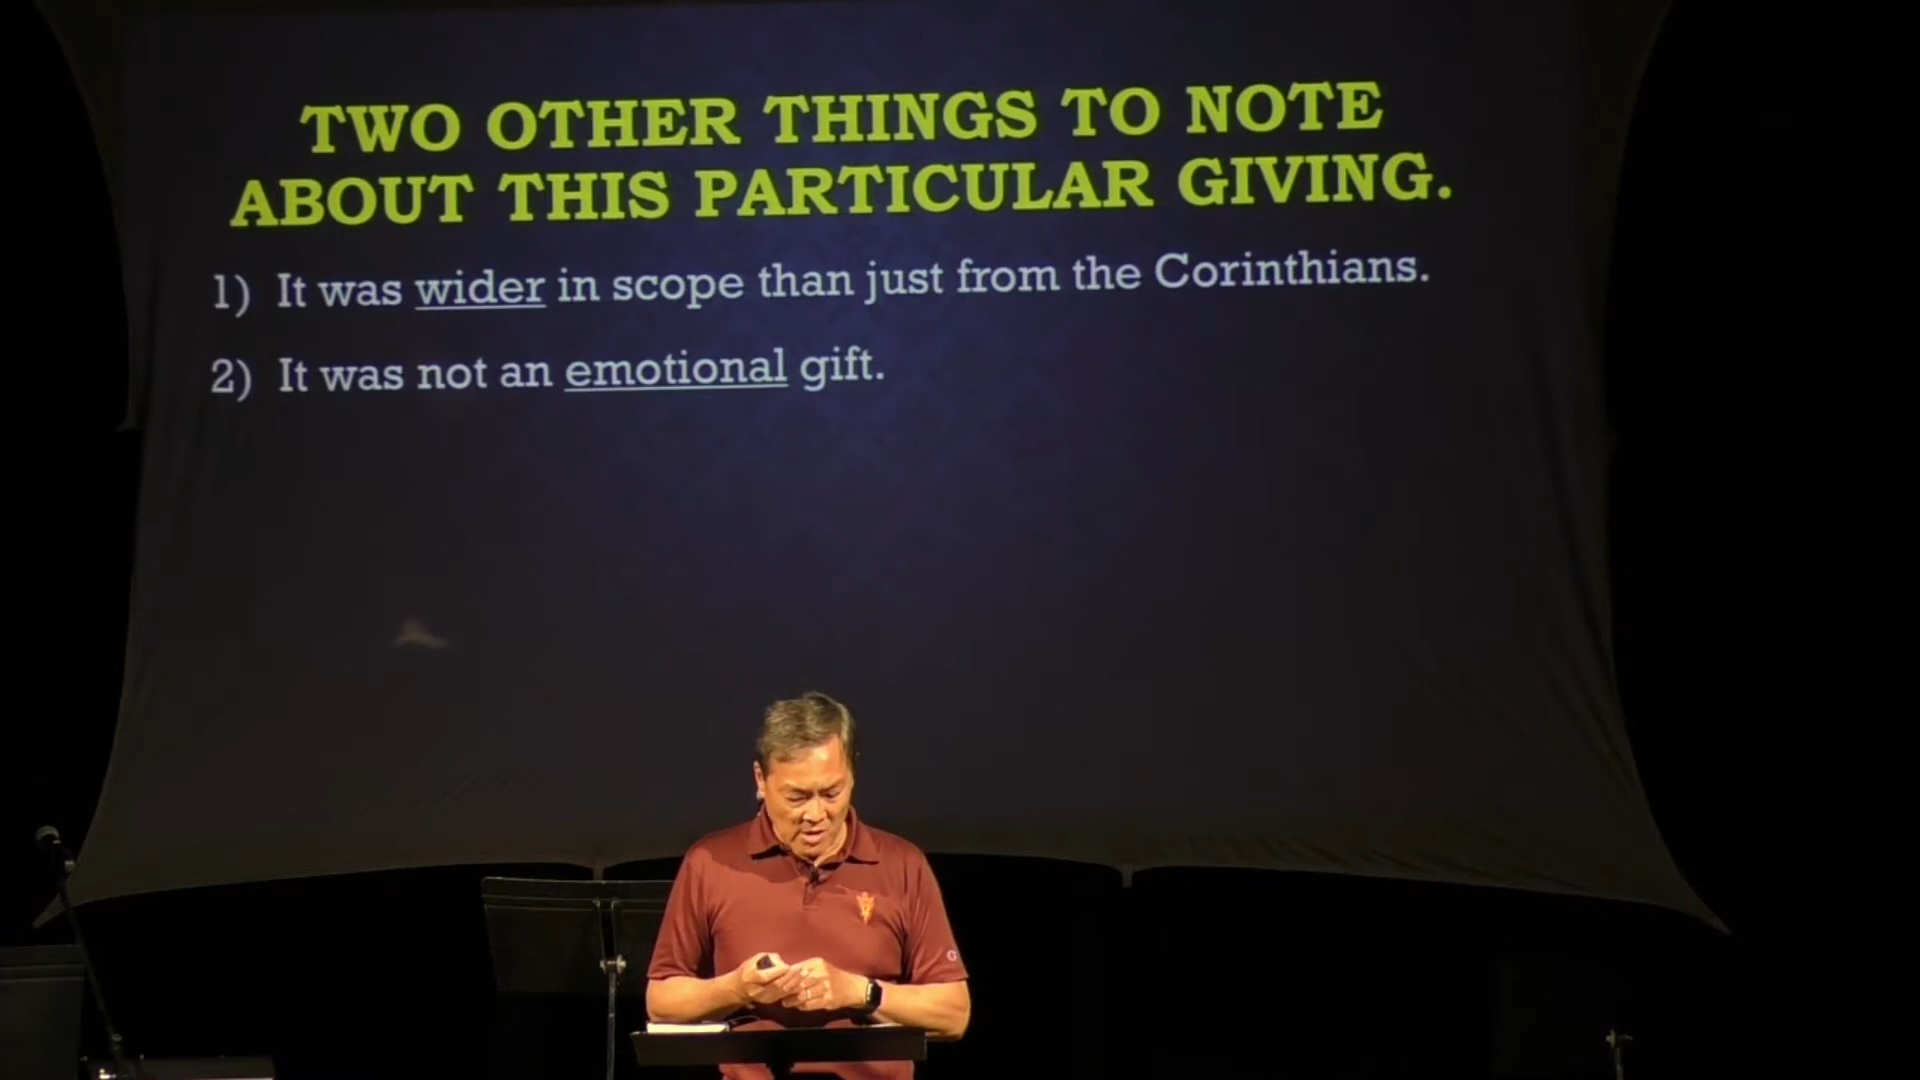 TWO OTHER THINGS TO NOTE
ABOUT THIS PARTICULAR GIVING.
1) It was wider in scope than just from the Corinthians.
2) It was not an emotional gift.